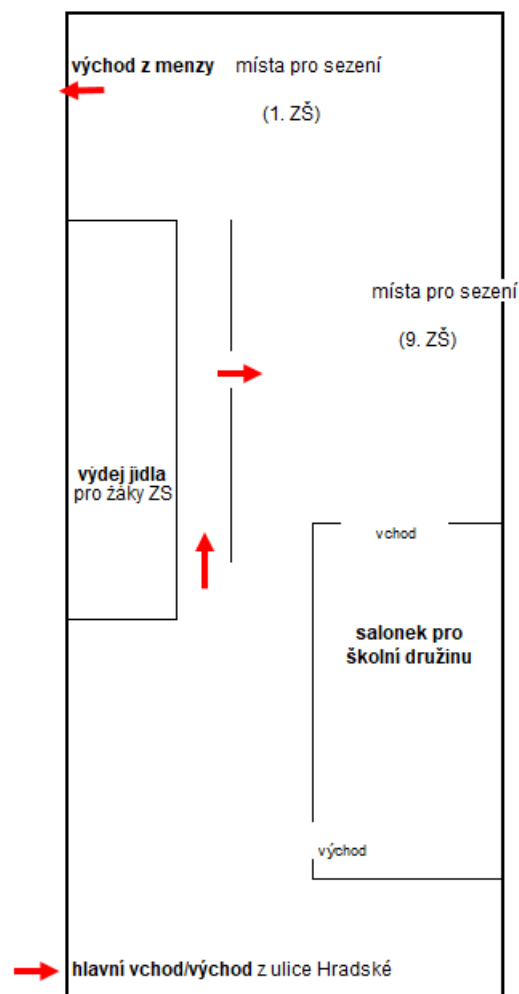 východ z menzy místa pro sezení
(1. ZŠ)
místa pro sezení
(9. ZŠ)
výdej jídla
pro žáky ZS
vchod
salonek pro
školní družinu
východ
hlavní vchod/východ z ulice Hradské